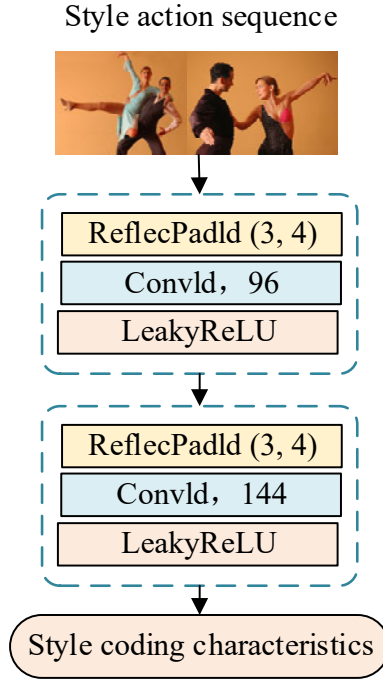 Style action sequence
ReflecPadld (3, 4)
Convld，96
LeakyReLU
ReflecPadld (3, 4)
Convld，144
LeakyReLU
Style coding characteristics